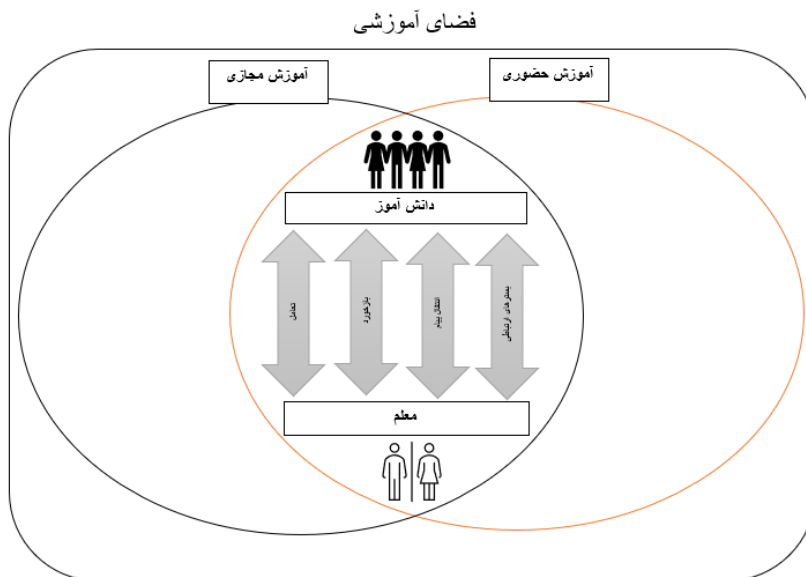 فضای آموزشی
آموزش حضوری
آموزش مجازی
دانش آموز
بسترهای ارتباطی
انتقال پیام
بازخورد
تعامل
معلم